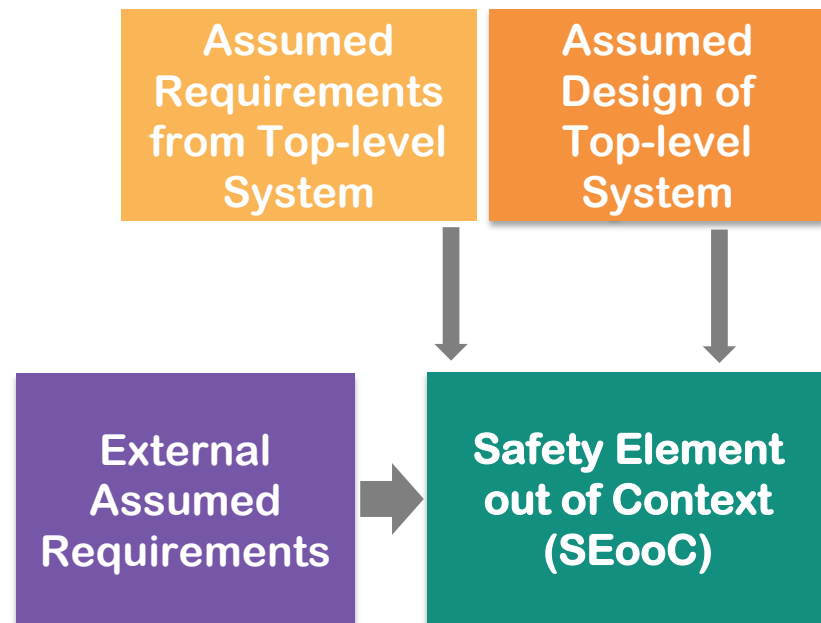 Assumed
Requirements
from Top-level
System
Assumed
Design of
Top-level
System
External
Assumed
Requirements
Safety Element
out of Context
(SEooC)